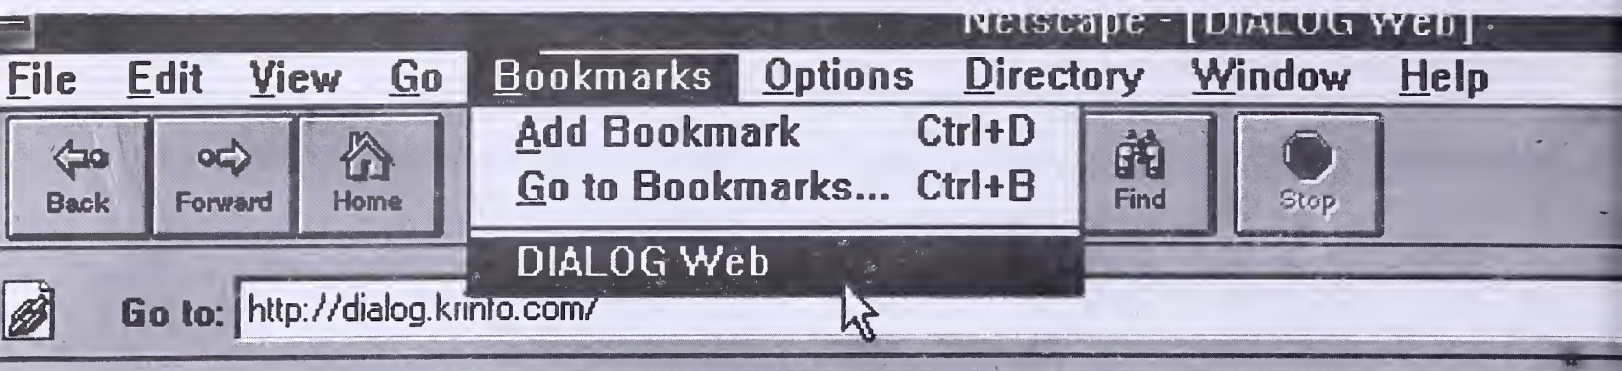 Netscape - [DIALOG Web]
File Edit View Go Bookmarks Options Directory Window Help
Add Bookmark Ctrl+D
Go to Bookmarks... Ctrl+B
DIALOG Web
Back Forward Home Find Stop
Go to: http://dialog.krinfo.com/